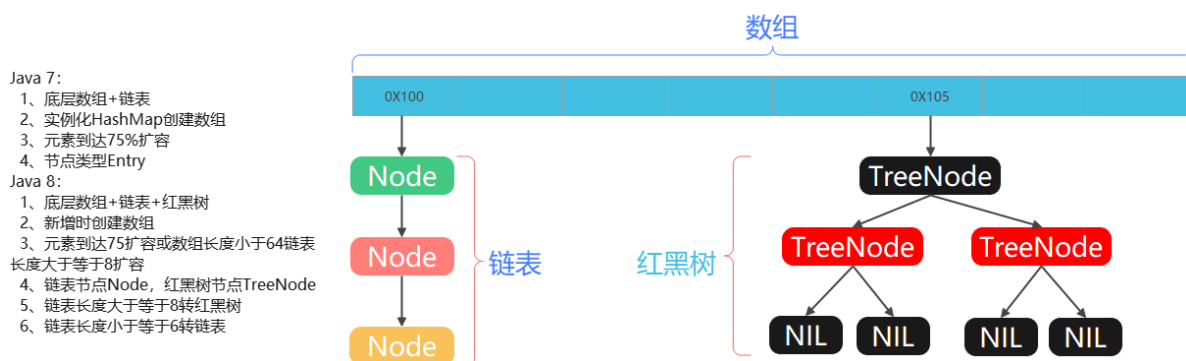 数组
Java 7：
1、底层数组+链表
2、实例化HashMap创建数组
3、元素到达75%扩容
4、节点类型Entry
Java 8：
1、底层数组+链表+红黑树
2、新增时创建数组
3、元素到达75扩容或数组长度小于64链表
长度大于等于8扩容
4、链表节点Node，红黑树节点TreeNode
5、链表长度大于等于8转红黑树
6、链表长度小于等于6转链表
0X100
0X105
Node
Node
Node
链表
红黑树
TreeNode
TreeNode
TreeNode
NIL
NIL
NIL
NIL